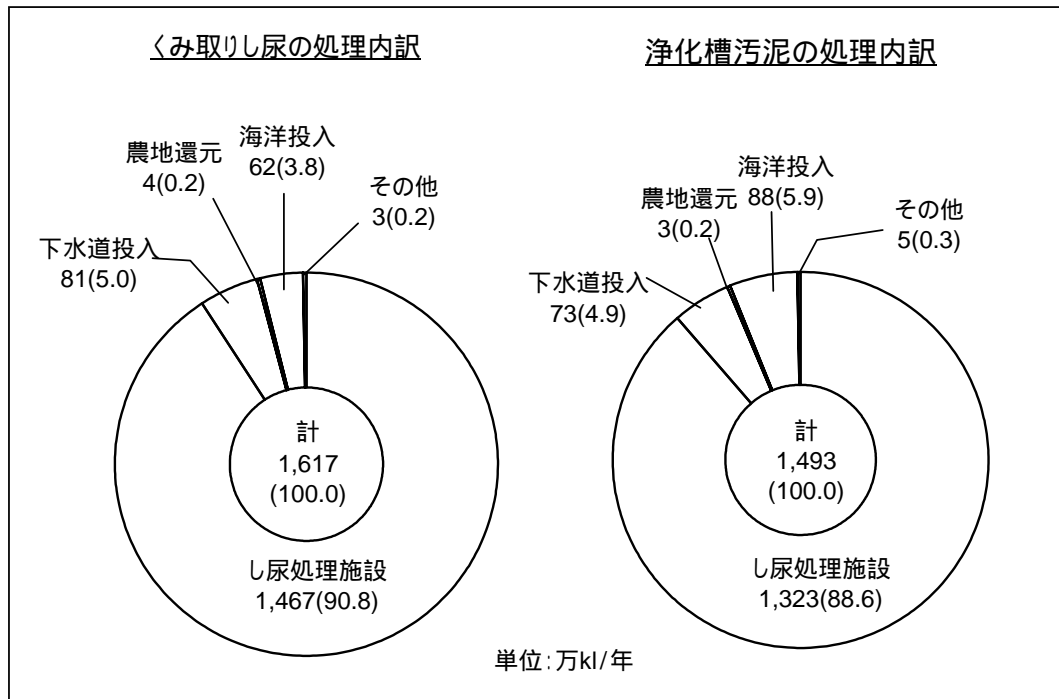 くみ取りし尿の処理内訳
農地還元
4(0.2)
海洋投入
62(3.8)
その他
3(0.2)
下水道投入
81(5.0)
計
1,617
(100.0)
し尿処理施設
1,467(90.8)
浄化槽汚泥の処理内訳
農地還元
3(0.2)
海洋投入
88(5.9)
その他
5(0.3)
下水道投入
73(4.9)
計
1,493
(100.0)
し尿処理施設
1,323(88.6)
単位:万kl/年